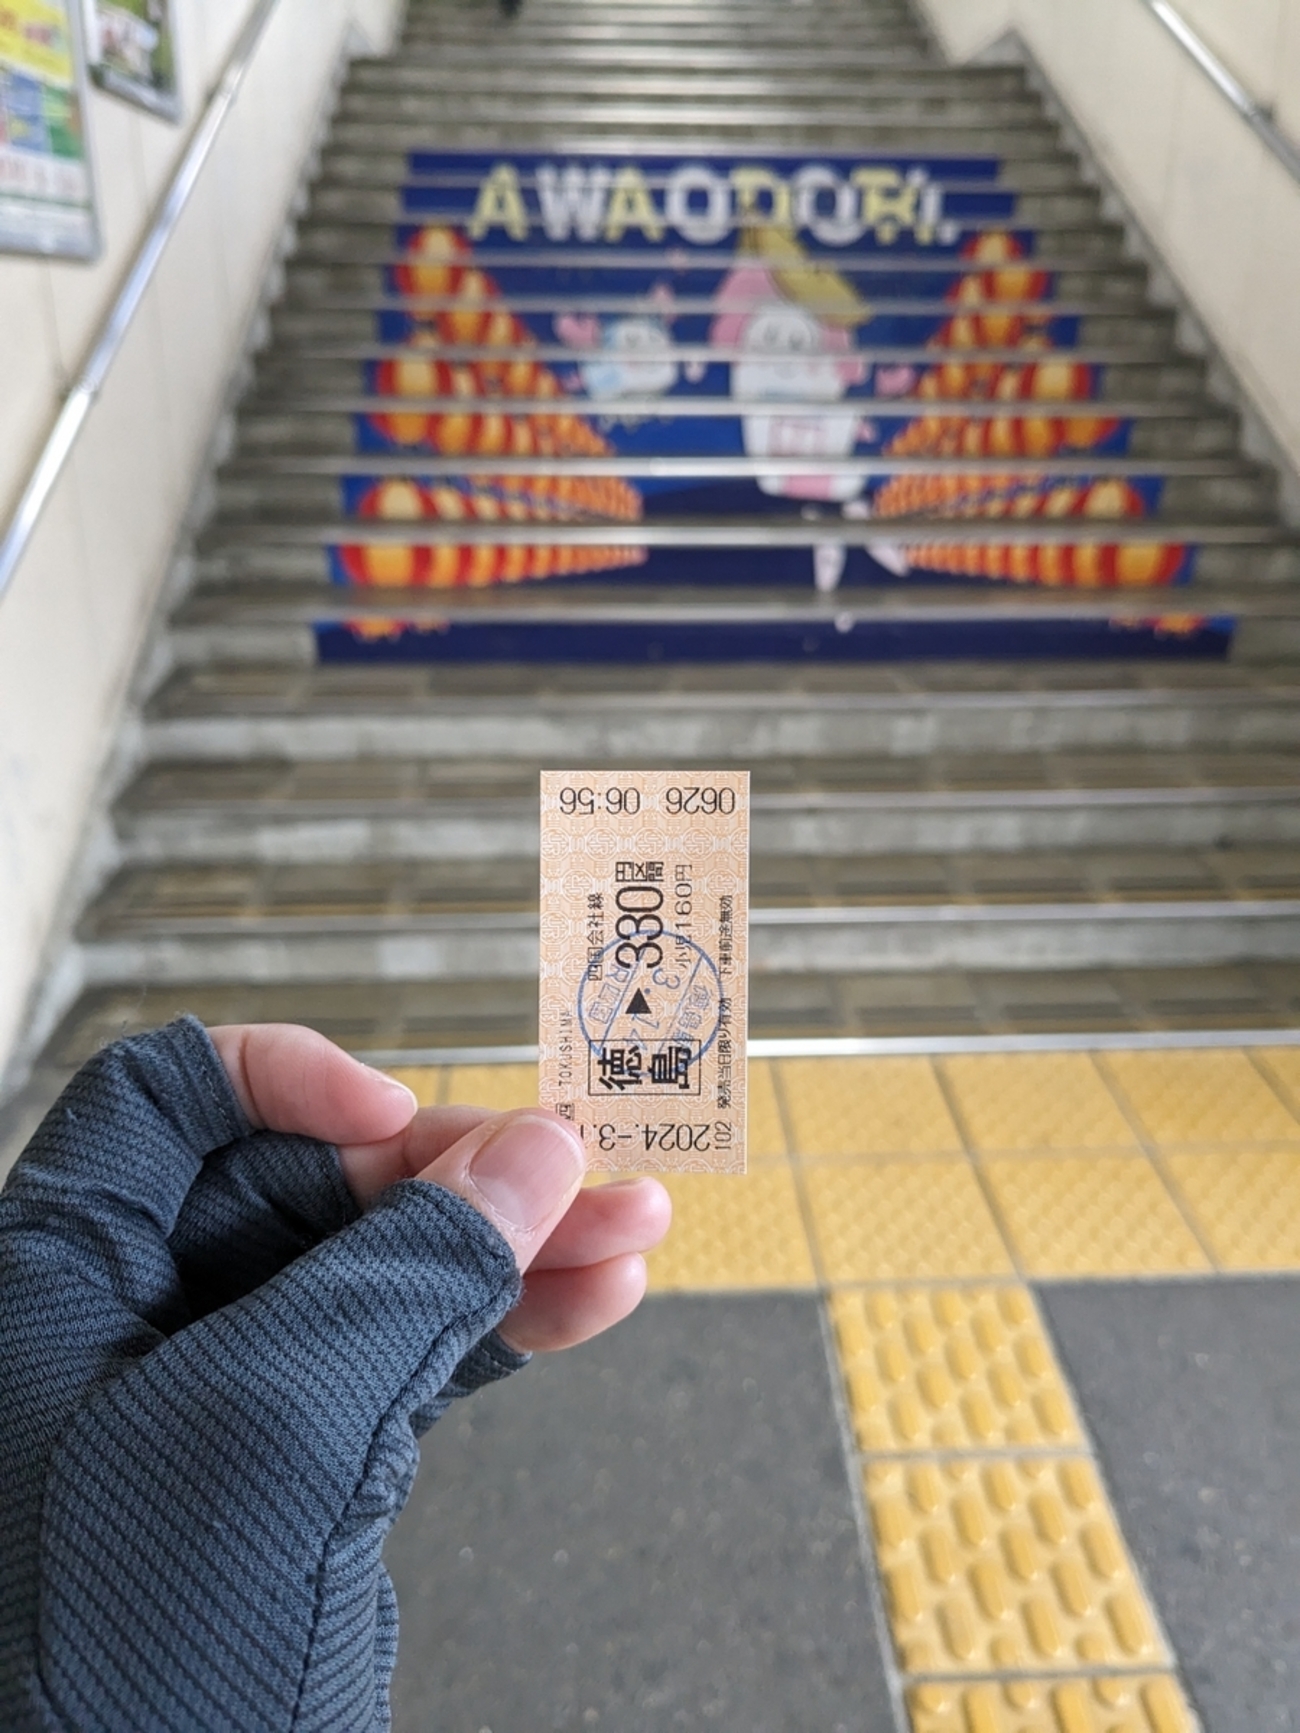 AWAODORI.
0626 06:56
四国会社線
徳島 ▶ 330円区間
小児160円
TOKUSHIMA
発売当日限り有効 下車前途無効
2024.-3.
102
四